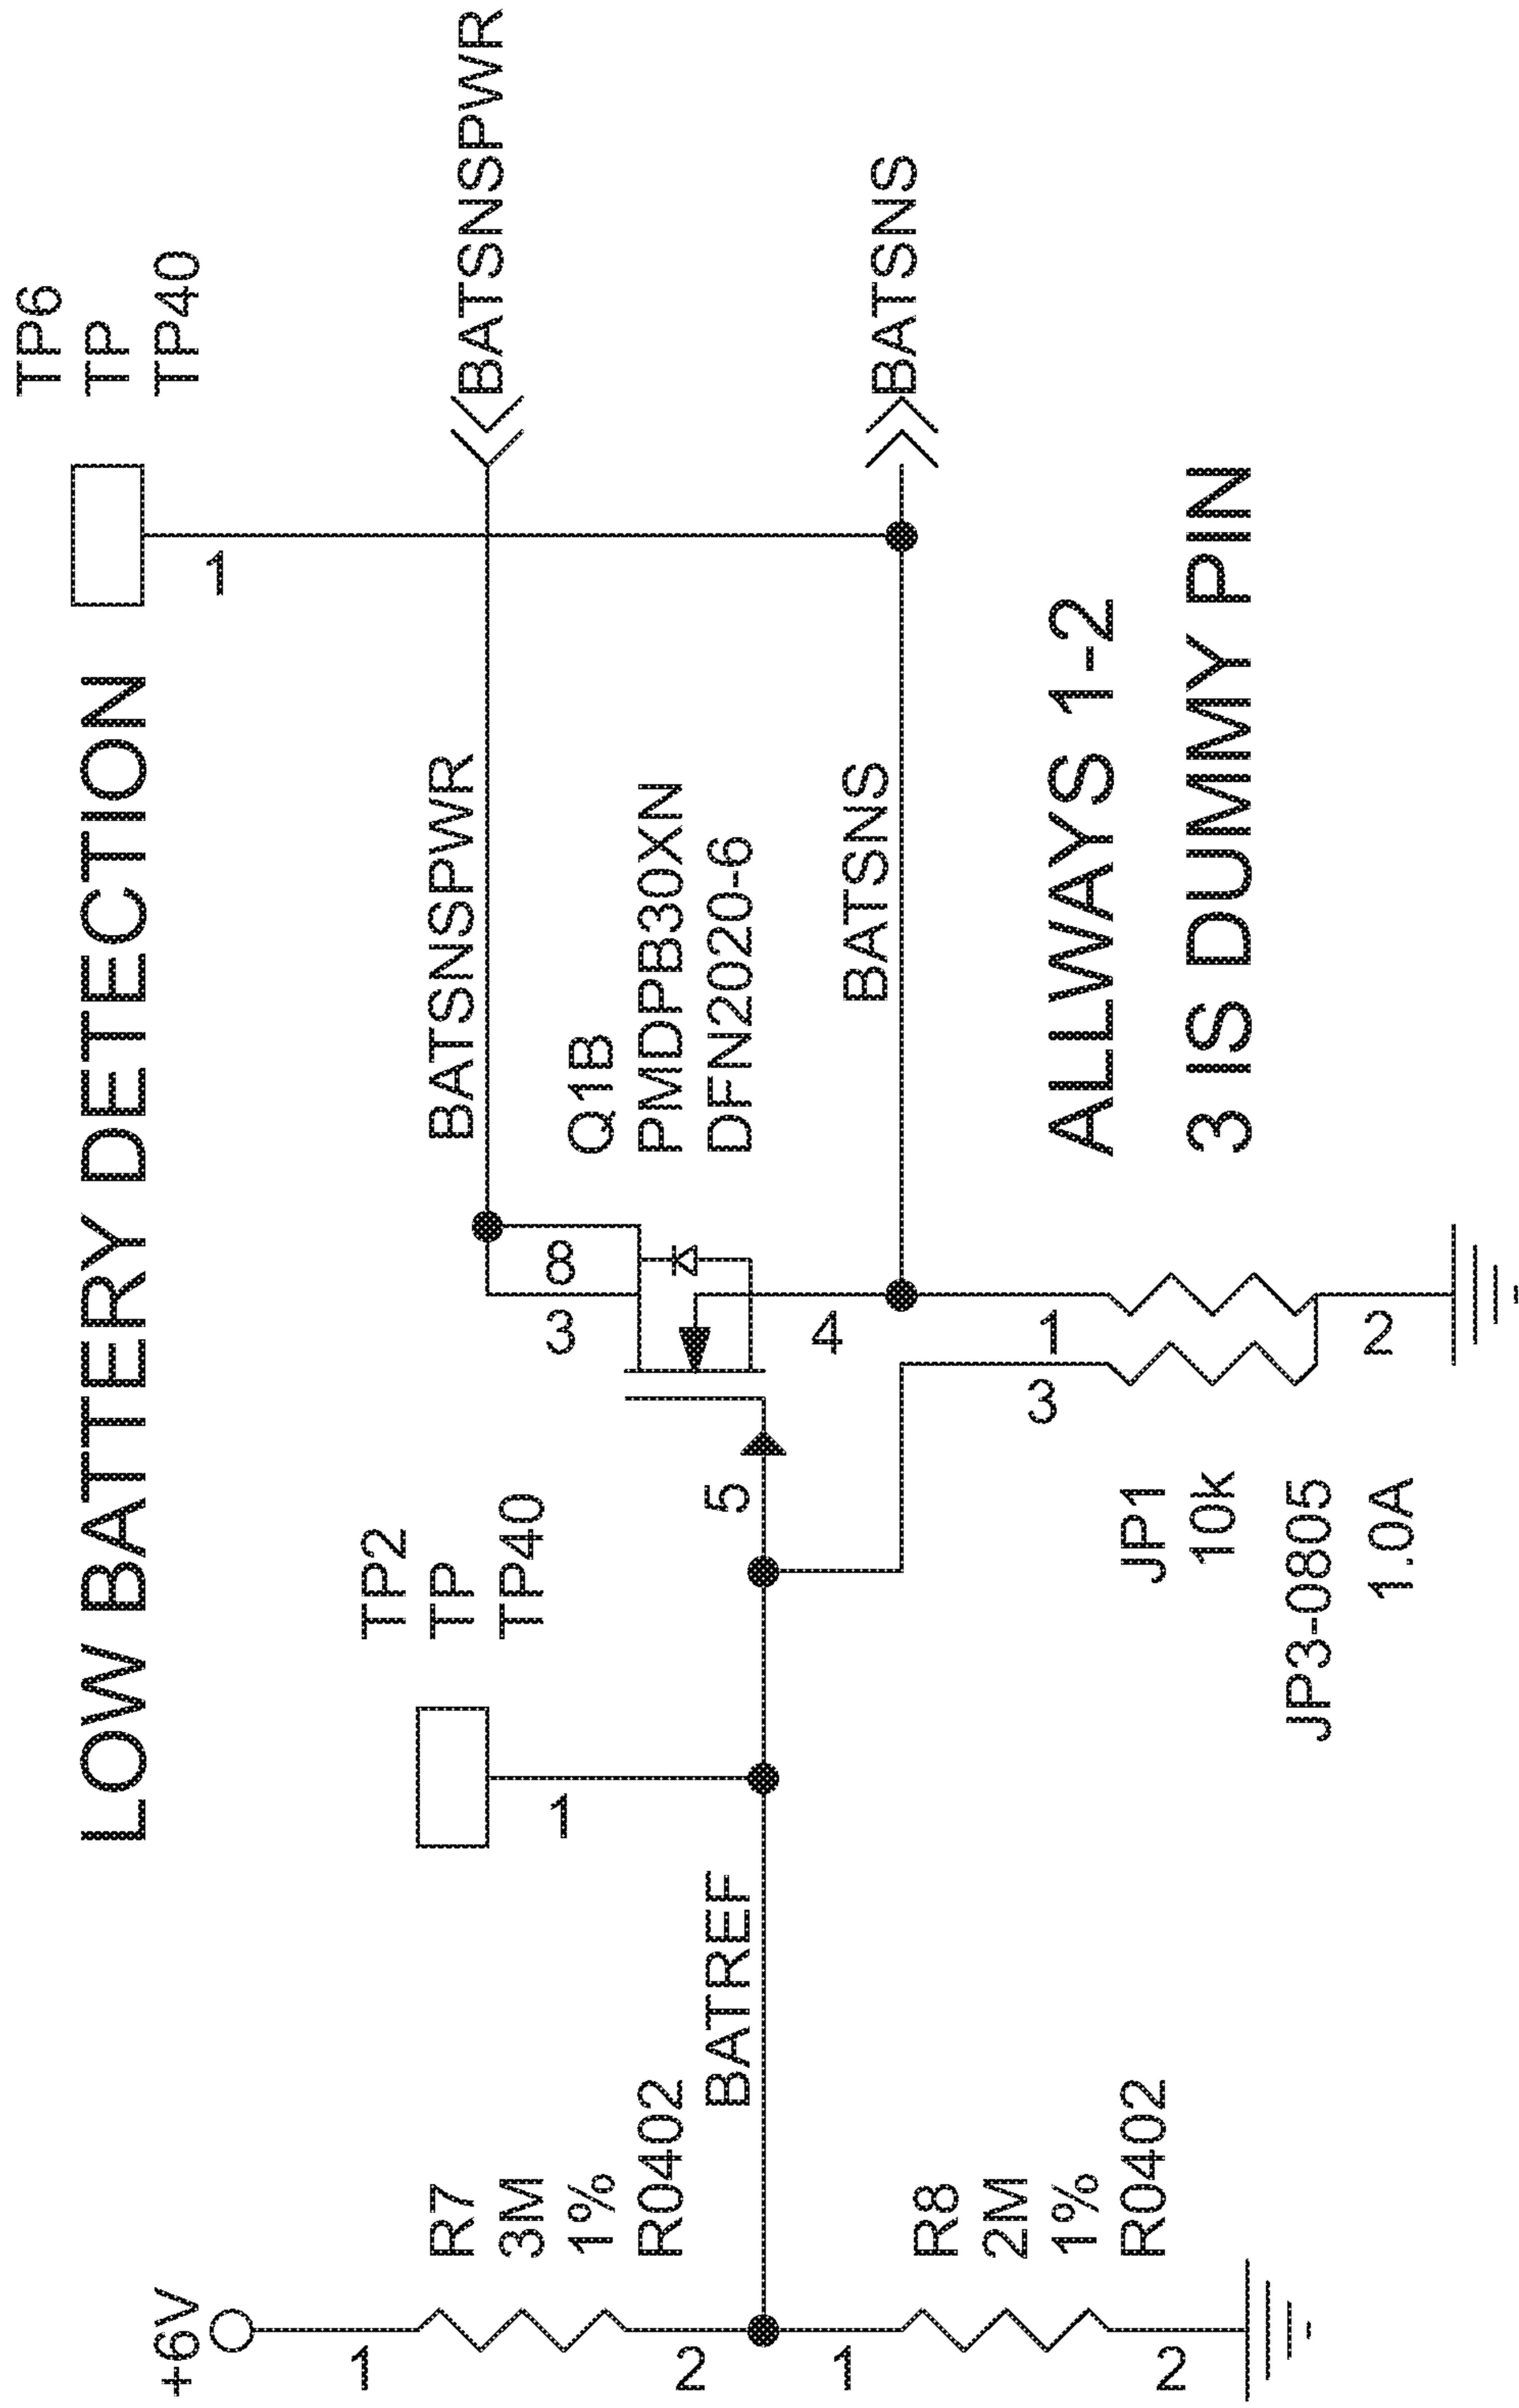 LOW BATTERY DETECTION
TP6
TP
TP40
1
+6V
1
R7
3M
1%
R0402
2
BATREF
1
R8
2M
1%
R0402
2
TP2
TP
TP40
1
5
BATSNSPWR
BATSNSPWR
3
8
Q1B
PMDPB30XN
DFN2020-6
4
BATSNS
BATSNS
3
1
JP1
10k
JP3-0805
1.0A
2
ALLWAYS 1-2
3 IS DUMMY PIN